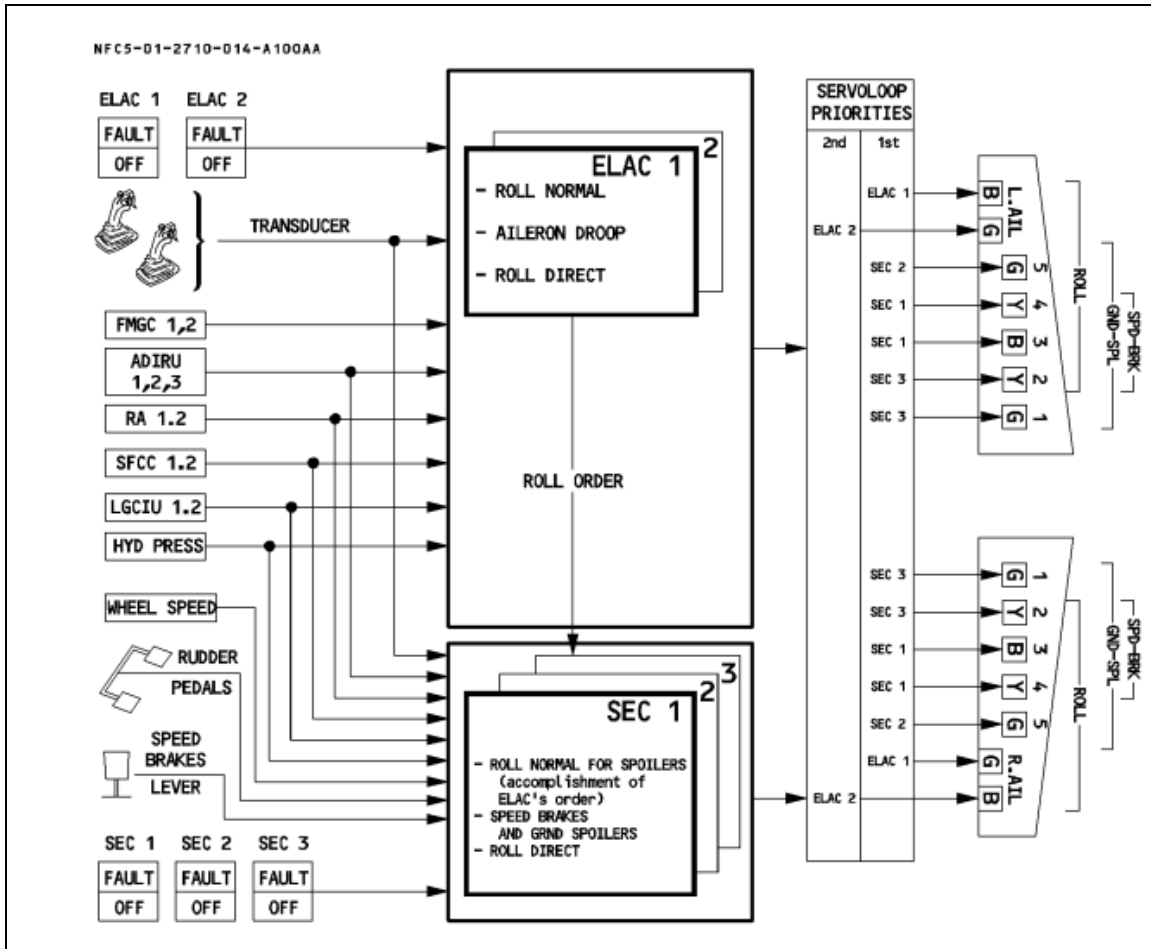 NFC5-01-2710-014-A100AA
ELAC 1 ELAC 2
FAULT FAULT
OFF OFF
TRANSDUCER
FMGC 1,2
ADIRU
1,2,3
RA 1.2
SFCC 1.2
LGCIU 1.2
HYD PRESS
WHEEL SPEED
RUDDER
PEDALS
SPEED
BRAKES
LEVER
SEC 1 SEC 2 SEC 3
FAULT FAULT FAULT
OFF OFF OFF
2
ELAC 1
- ROLL NORMAL
- AILERON DROOP
- ROLL DIRECT
ROLL ORDER
3
2
SEC 1
- ROLL NORMAL FOR SPOILERS
(accomplishment of
ELAC's order)
- SPEED BRAKES
AND GRND SPOILERS
- ROLL DIRECT
SERVOLOOP
PRIORITIES
2nd 1st
ELAC 1 B
ELAC 2 G
L.AIL
SEC 2 G 5
SEC 1 Y 4
SEC 1 B 3
SEC 3 Y 2
SEC 3 G 1
ROLL
GND-SPL
SPD-BRK
SEC 3 G 1
SEC 3 Y 2
SEC 1 B 3
SEC 1 Y 4
SEC 2 G 5
ELAC 1 G
ELAC 2 B
R.AIL
ROLL
GND-SPL
SPD-BRK